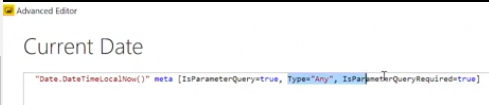 Advanced Editor
Current Date
"Date.DateTimeLocalNow()" meta [IsParameterQuery=true, Type="Any", IsParameterQueryRequired=true]